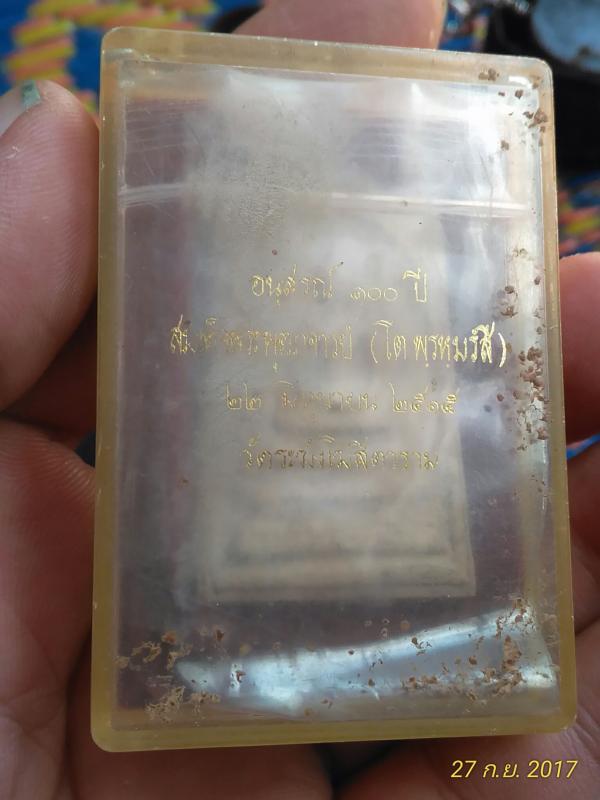 อนุสรณ์ ๑๐๐ ปี
สมเด็จพระพุฒาจารย์ (โต พฺรหฺมรํสี)
๒๒ มิถุนายน ๒๕๑๕
วัดระฆังโฆสิตาราม
27 ก.ย. 2017